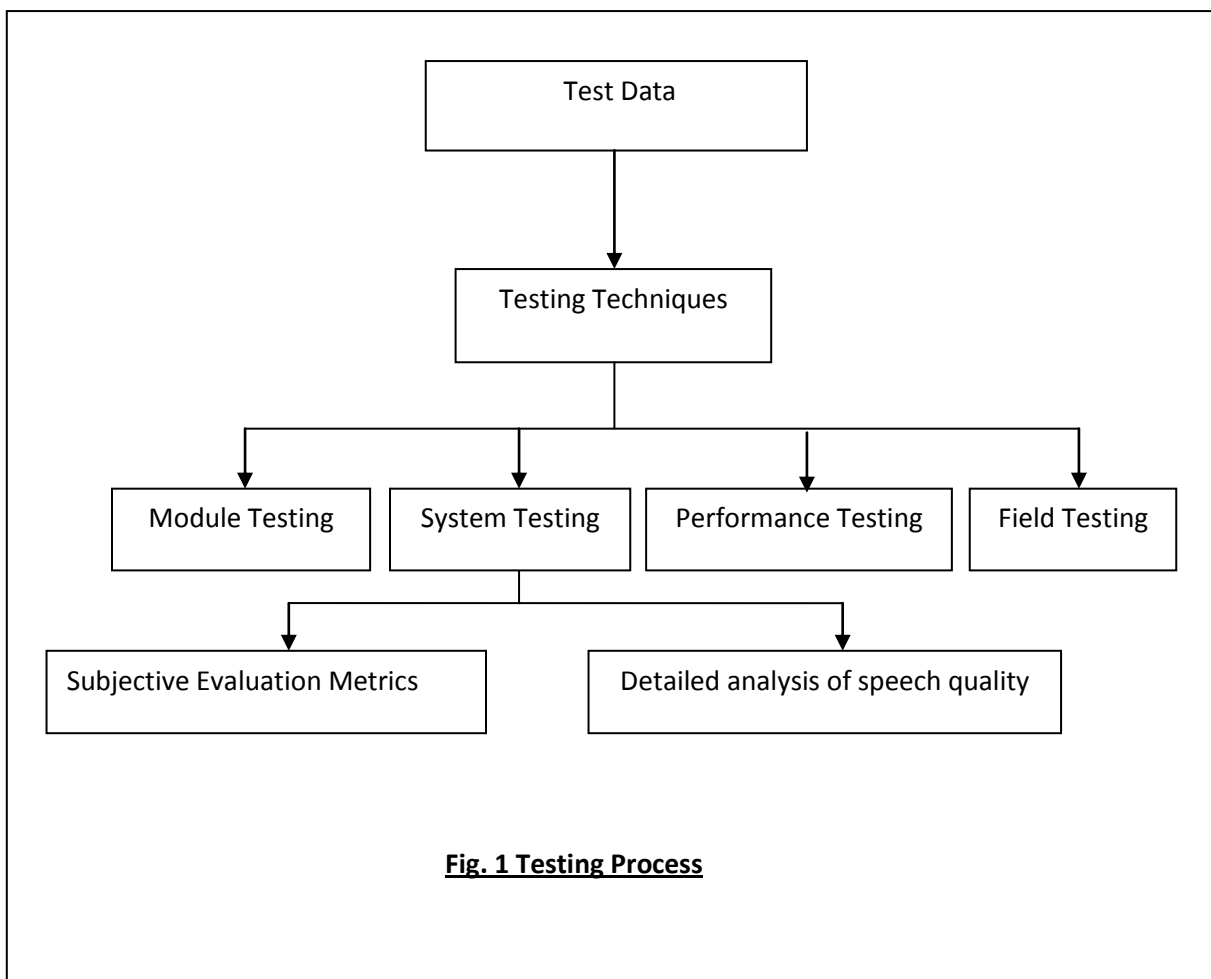 Test Data
Testing Techniques
Module Testing
System Testing
Performance Testing
Field Testing
Subjective Evaluation Metrics
Detailed analysis of speech quality
Fig. 1 Testing Process